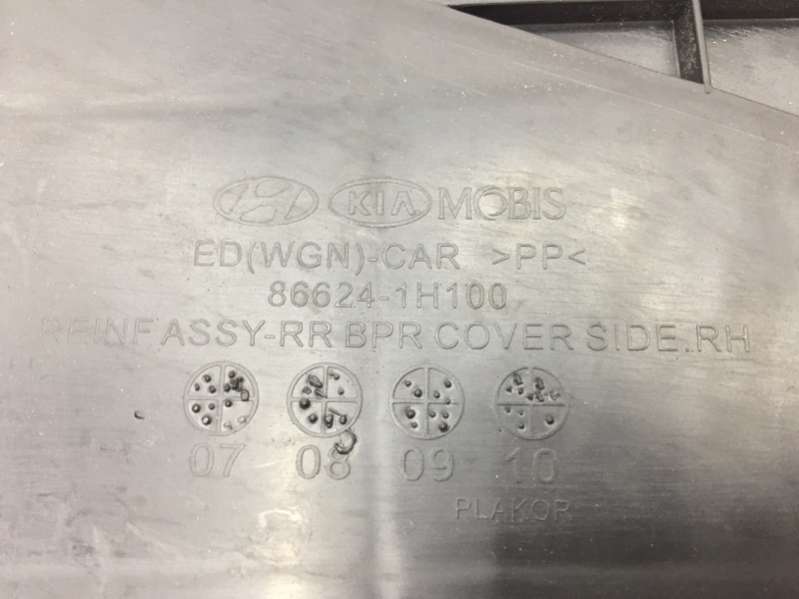 KIA MOBIS
ED(WGN)-CAR >PP<
86624-1H100
REINF ASSY-RR BPR COVER SIDE..RH
07 08 09 10
PLAKOR